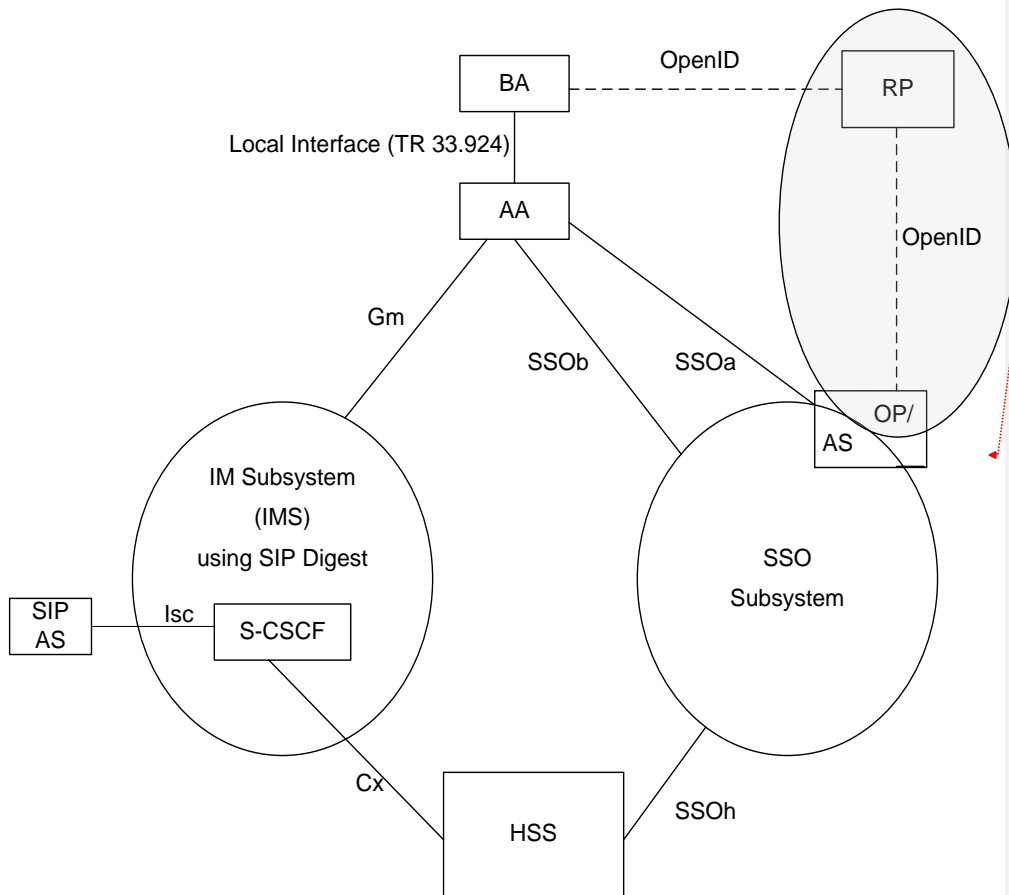 OpenID
BA
RP
Local Interface (TR 33.924)
AA
OpenID
Gm
SSOb
SSOa
OP/
AS
IM Subsystem
(IMS)
using SIP Digest
SSO
Subsystem
SIP
AS
Isc
S-CSCF
Cx
SSOh
HSS